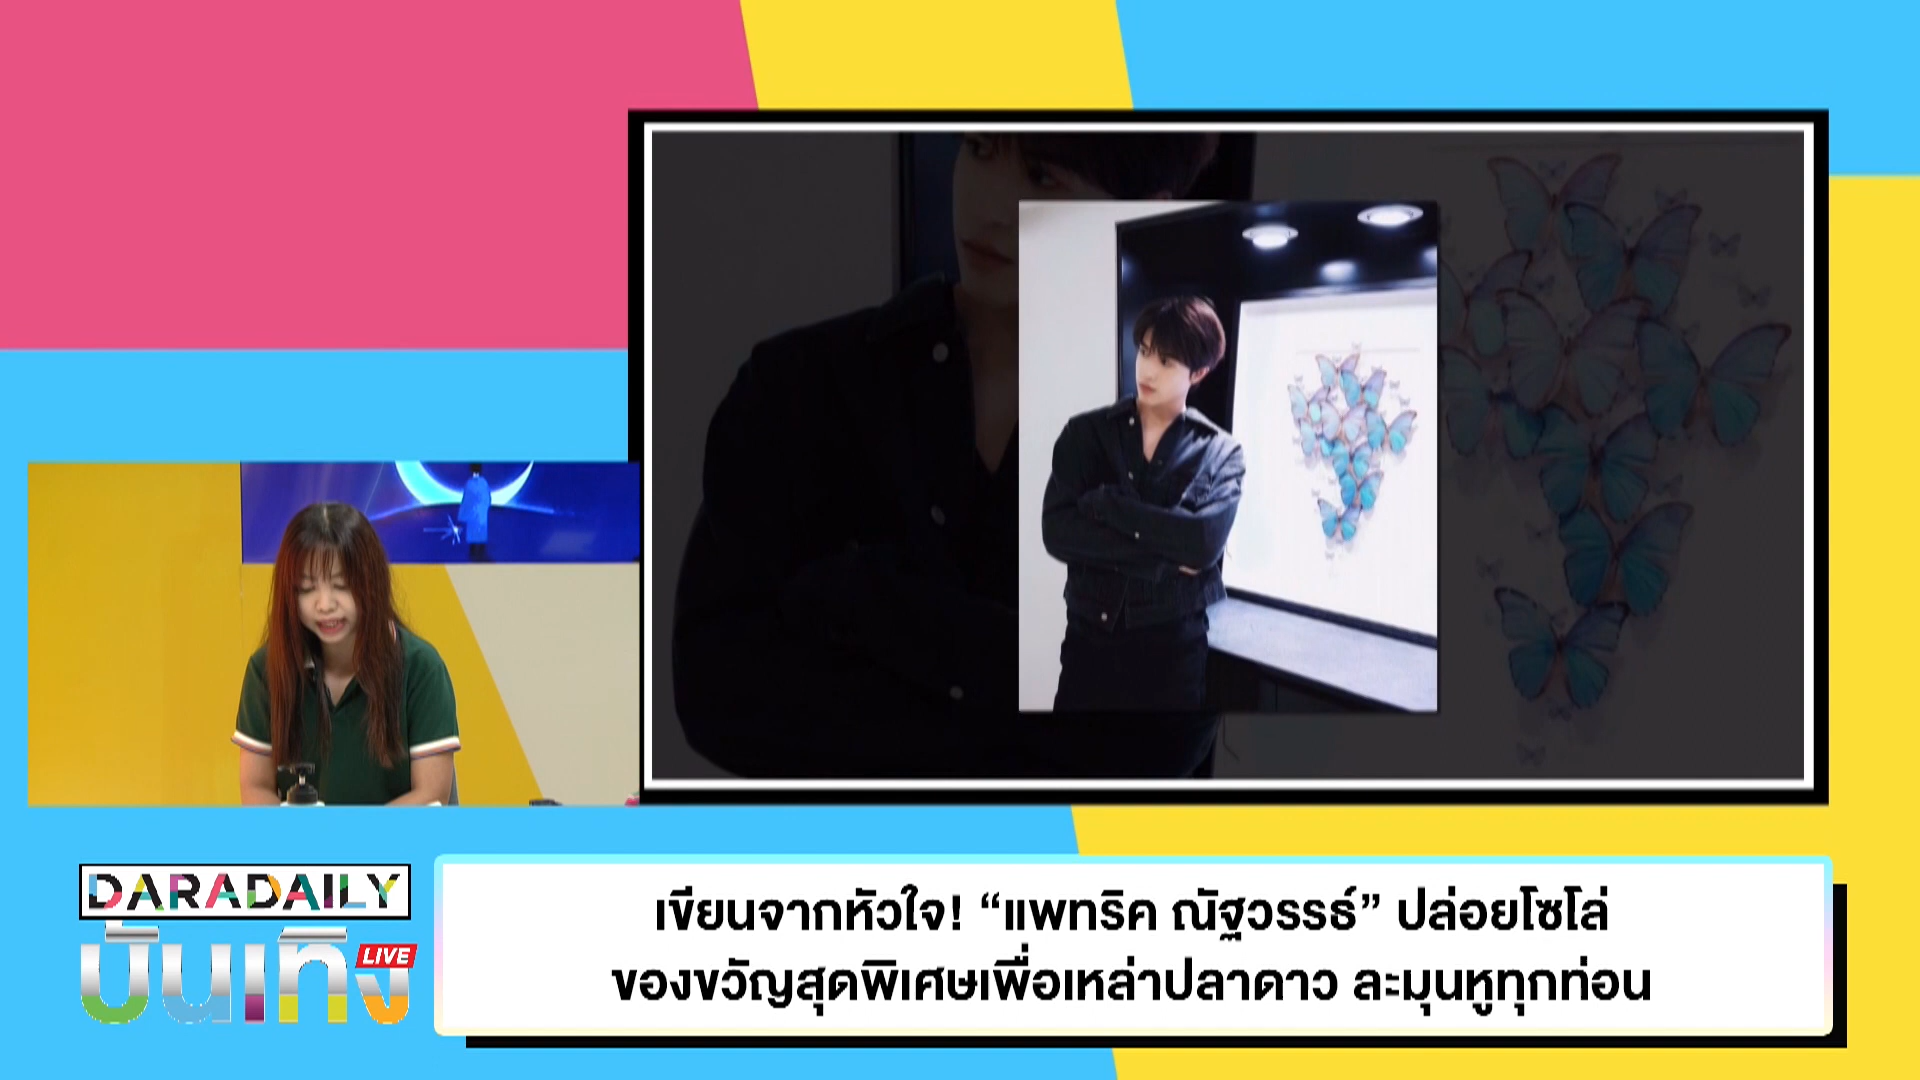 DARADAILY
บันเทิง LIVE
เขียนจากหัวใจ! “แพทริค ณัฐวรรธ์” ปล่อยโซโล่
ของขวัญสุดพิเศษเพื่อเหล่าปลาดาว ละมุนหูทุกท่อน